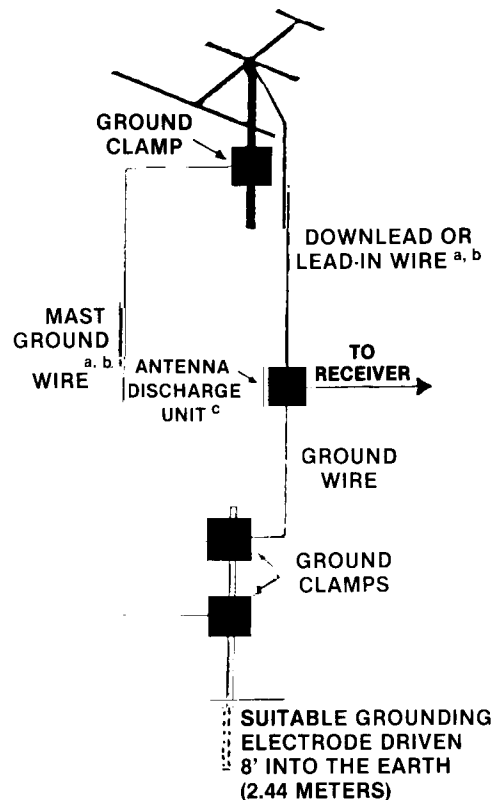 GROUND
CLAMP
DOWNLEAD OR
LEAD-IN WIRE a, b
MAST
GROUND
a, b
WIRE
ANTENNA
DISCHARGE
UNIT c
TO
RECEIVER
GROUND
WIRE
GROUND
CLAMPS
SUITABLE GROUNDING
ELECTRODE DRIVEN
8' INTO THE EARTH
(2.44 METERS)